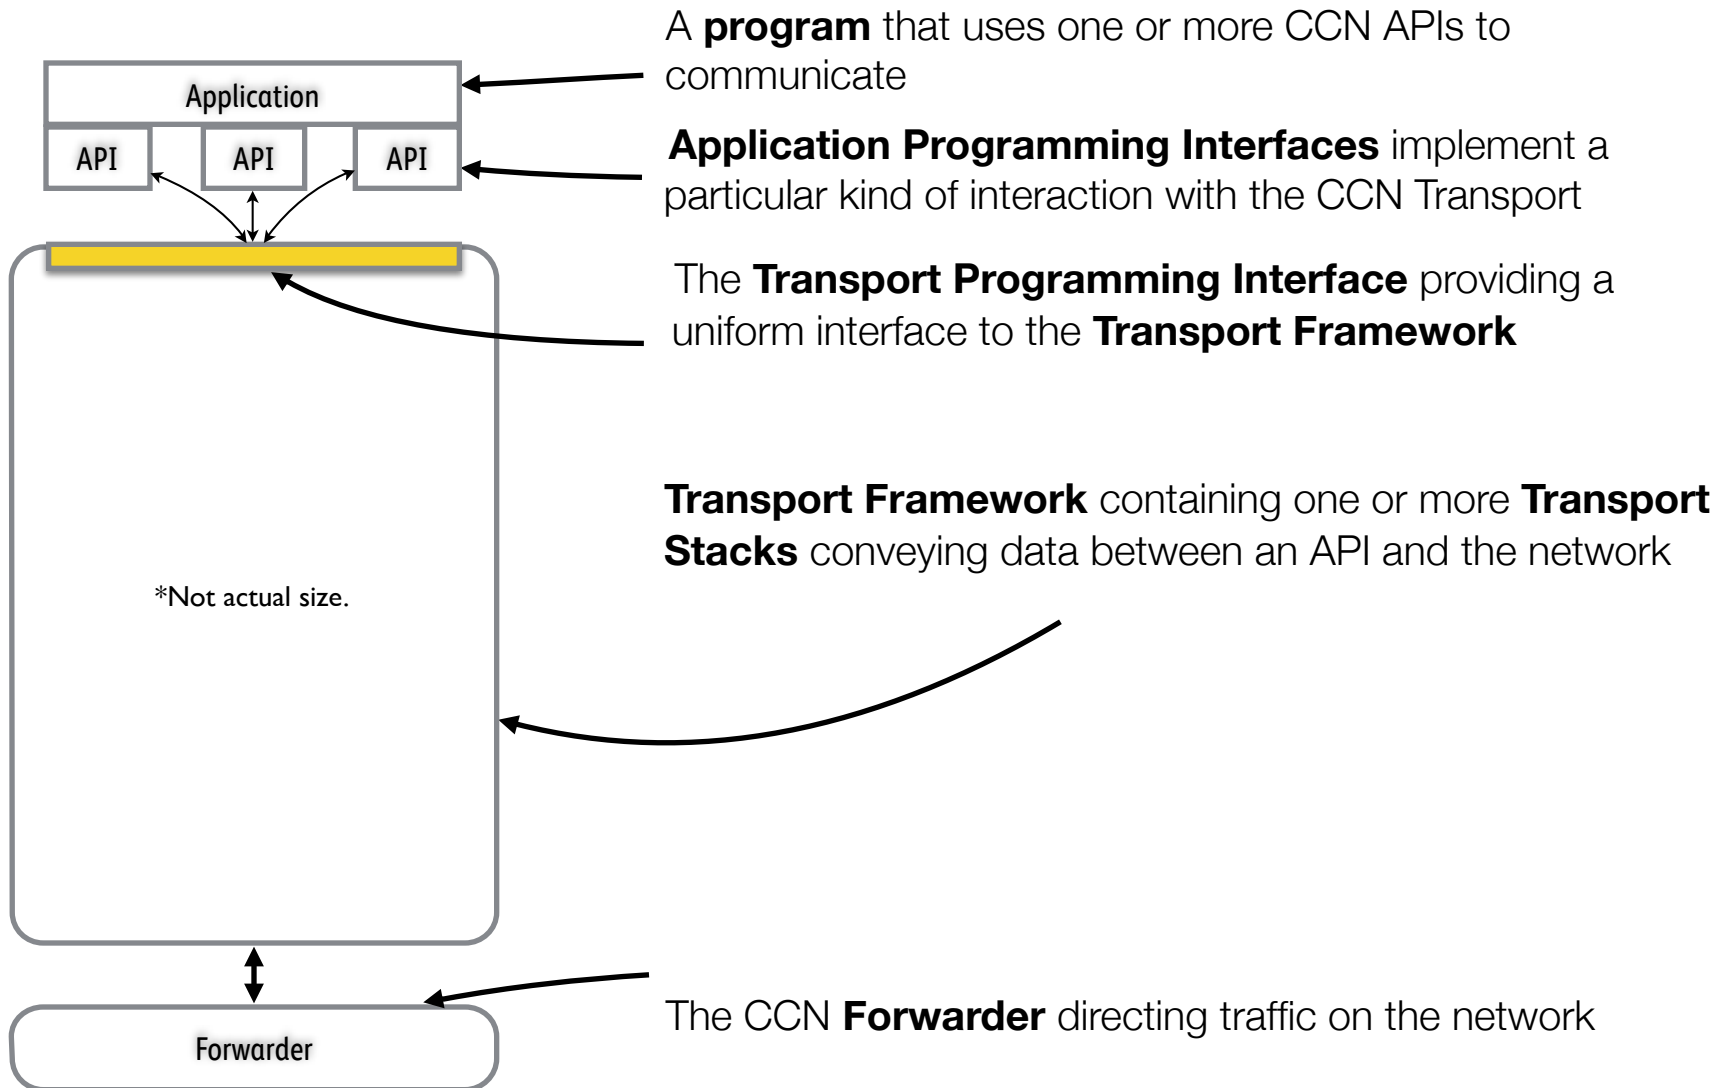 A program that uses one or more CCN APIs to
communicate
Application
API API API
Application Programming Interfaces implement a
particular kind of interaction with the CCN Transport
The Transport Programming Interface providing a
uniform interface to the Transport Framework
Transport Framework containing one or more Transport
Stacks conveying data between an API and the network
*Not actual size.
The CCN Forwarder directing traffic on the network
Forwarder